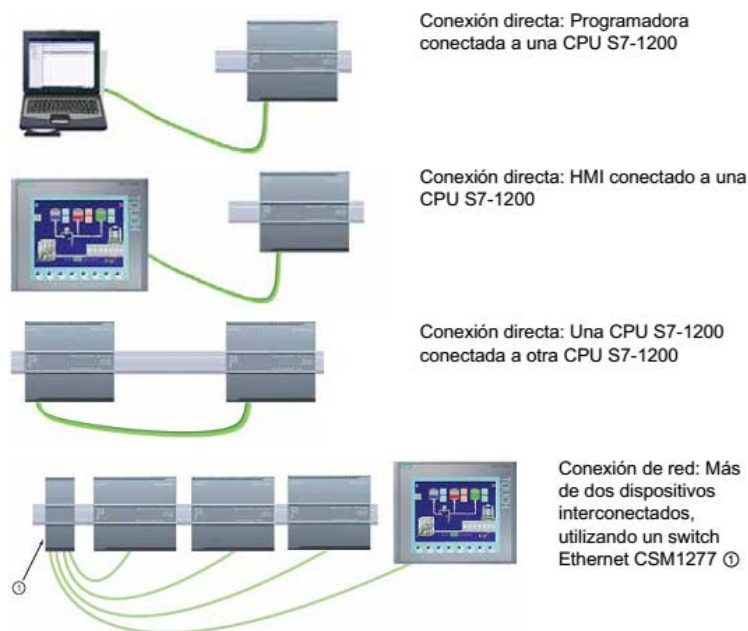 Conexión directa: Programadora
conectada a una CPU S7-1200
Conexión directa: HMI conectado a una
CPU S7-1200
Conexión directa: Una CPU S7-1200
conectada a otra CPU S7-1200
Conexión de red: Más
de dos dispositivos
interconectados,
utilizando un switch
Ethernet CSM1277 ①
①